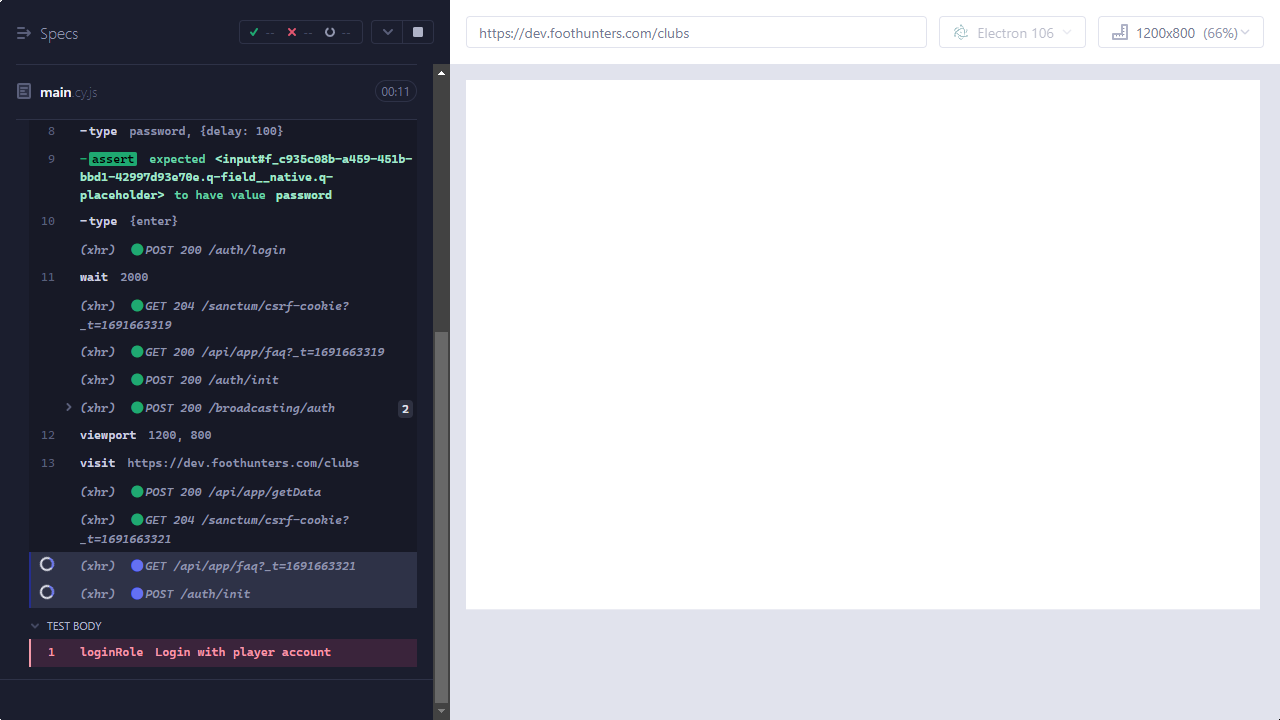 Specs
-- -- --
https://dev.foothunters.com/clubs
Electron 106
1200x800 (66%)
main.cy.js
00:11
8 -type password, {delay: 100}
9 -assert expected <input#f_c935c08b-a459-451b-
bbd1-42997d93e70e.q-field__native.q-
placeholder> to have value password
10 -type {enter}
(xhr) POST 200 /auth/login
11 wait 2000
(xhr) GET 204 /sanctum/csrf-cookie?
_t=1691663319
(xhr) GET 200 /api/app/faq?_t=1691663319
(xhr) POST 200 /auth/init
(xhr) POST 200 /broadcasting/auth 2
12 viewport 1200, 800
13 visit https://dev.foothunters.com/clubs
(xhr) POST 200 /api/app/getData
(xhr) GET 204 /sanctum/csrf-cookie?
_t=1691663321
(xhr) GET /api/app/faq?_t=1691663321
(xhr) POST /auth/init
TEST BODY
1 loginRole Login with player account